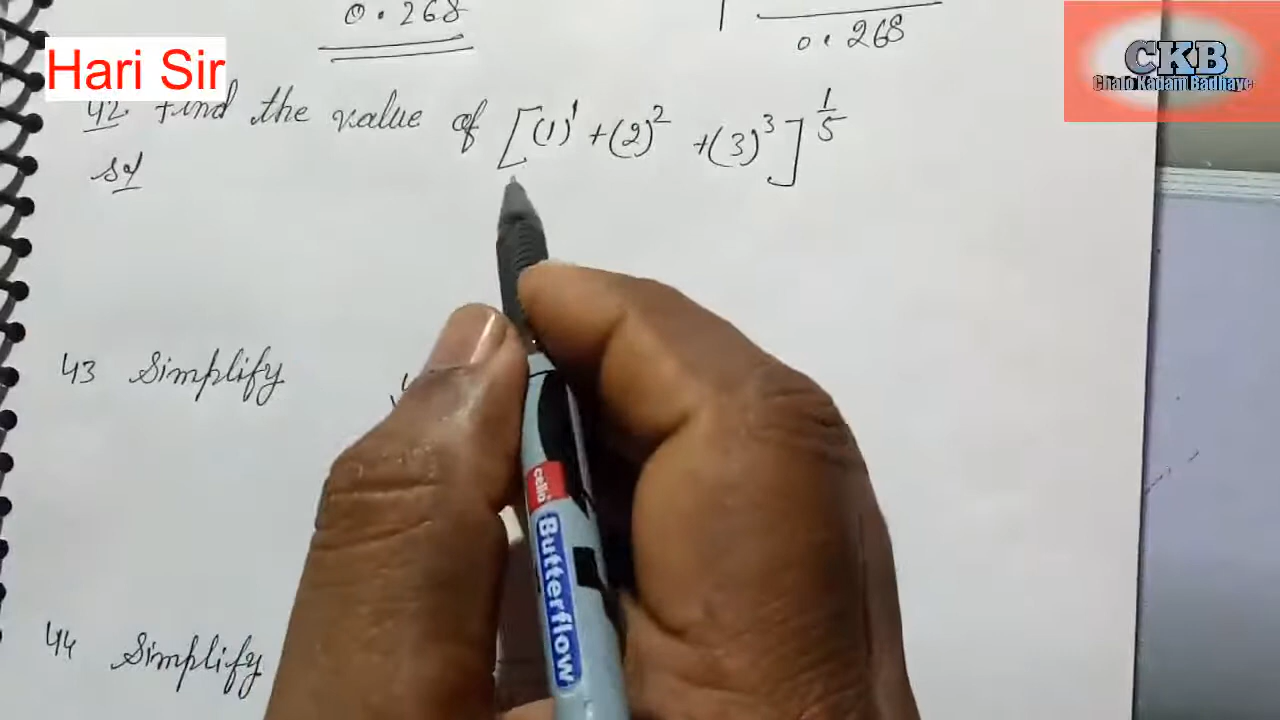 0.268
0.268
CKB
Chalo Kadam Badhaye
Hari Sir
42. Find the value of [(1)¹ + (2)² + (3)³]^1/5
Sol
43 Simplify
44 Simplify
cello
Butterflow